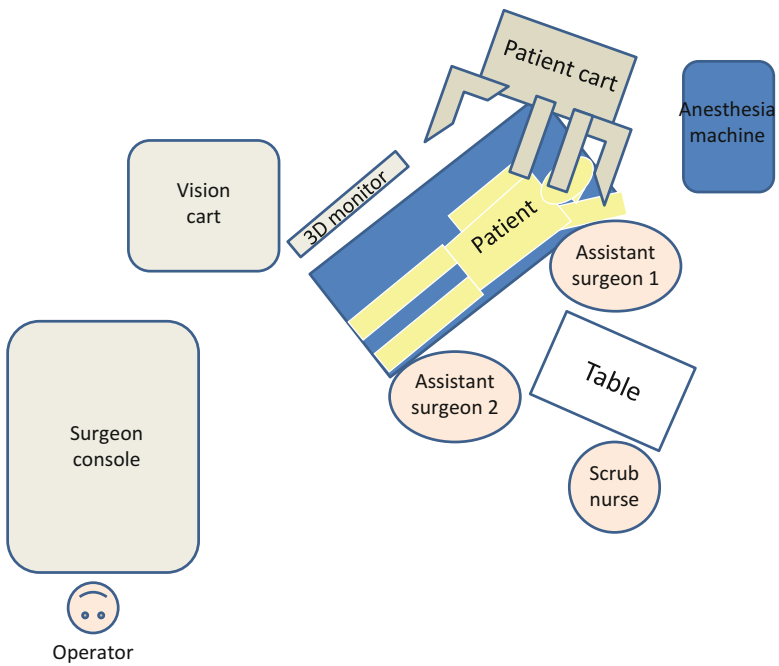 Patient cart
Anesthesia
machine
Vision
cart
3D monitor
Patient
Assistant
surgeon 1
Table
Assistant
surgeon 2
Surgeon
console
Scrub
nurse
Operator